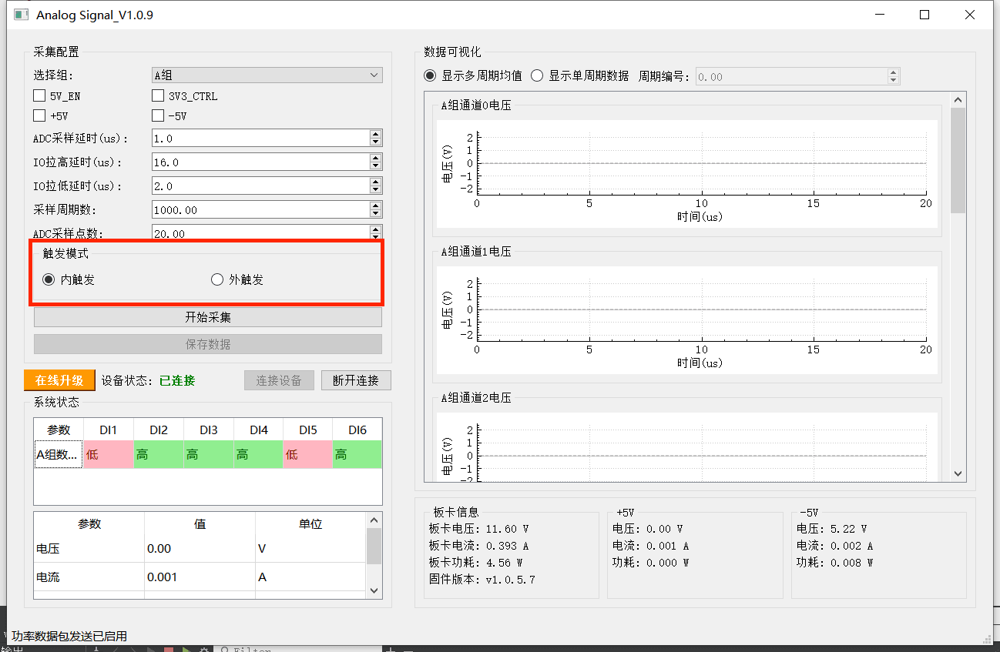 Analog Signal_V1.0.9
采集配置
选择组: A组
5V_EN 3V3_CTRL
+5V -5V
ADC采样延时(us): 1.0
IO拉高延时(us): 16.0
IO拉低延时(us): 2.0
采样周期数: 1000.00
ADC采样点数: 20.00
触发模式
内触发 外触发
开始采集
保存数据
在线升级 设备状态: 已连接 连接设备 断开连接
系统状态
参数 DI1 DI2 DI3 DI4 DI5 DI6
A组数... 低 高 高 高 低 高
参数 值 单位
电压 0.00 V
电流 0.001 A
数据可视化
显示多周期均值 显示单周期数据 周期编号: 0.00
A组通道0电压
电压(V)
2
1
0
-1
-2
0 5 10 15 20
时间(us)
A组通道1电压
电压(V)
2
1
0
-1
-2
0 5 10 15 20
时间(us)
A组通道2电压
电压(V)
2
1
0
-1
-2
板卡信息
板卡电压: 11.60 V
板卡电流: 0.393 A
板卡功耗: 4.56 W
固件版本: v1.0.5.7
+5V
电压: 0.00 V
电流: 0.001 A
功耗: 0.000 W
-5V
电压: 5.22 V
电流: 0.002 A
功耗: 0.008 W
功率数据包发送已启用
输出 Filter